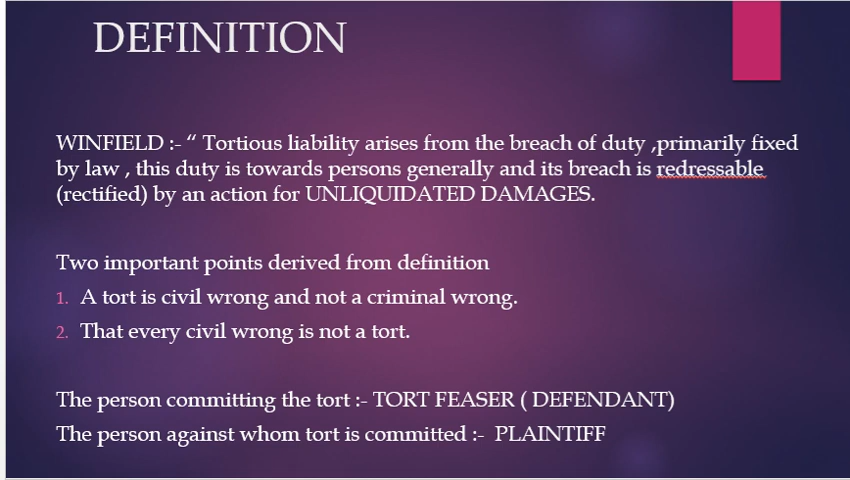 DEFINITION
WINFIELD :- “ Tortious liability arises from the breach of duty ,primarily fixed
by law , this duty is towards persons generally and its breach is redressable
(rectified) by an action for UNLIQUIDATED DAMAGES.
Two important points derived from definition
1. A tort is civil wrong and not a criminal wrong.
2. That every civil wrong is not a tort.
The person committing the tort :- TORT FEASER ( DEFENDANT)
The person against whom tort is committed :- PLAINTIFF